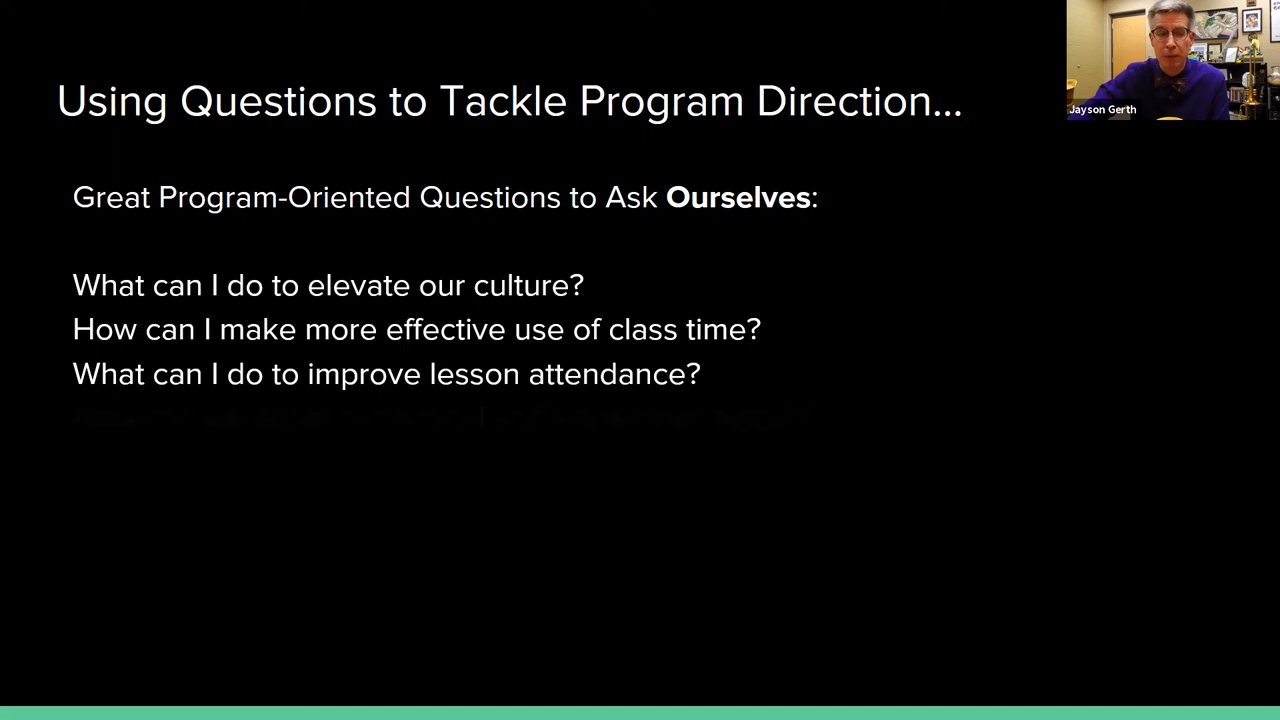 Using Questions to Tackle Program Direction...
Jayson Gerth
Great Program-Oriented Questions to Ask Ourselves:
What can I do to elevate our culture?
How can I make more effective use of class time?
What can I do to improve lesson attendance?